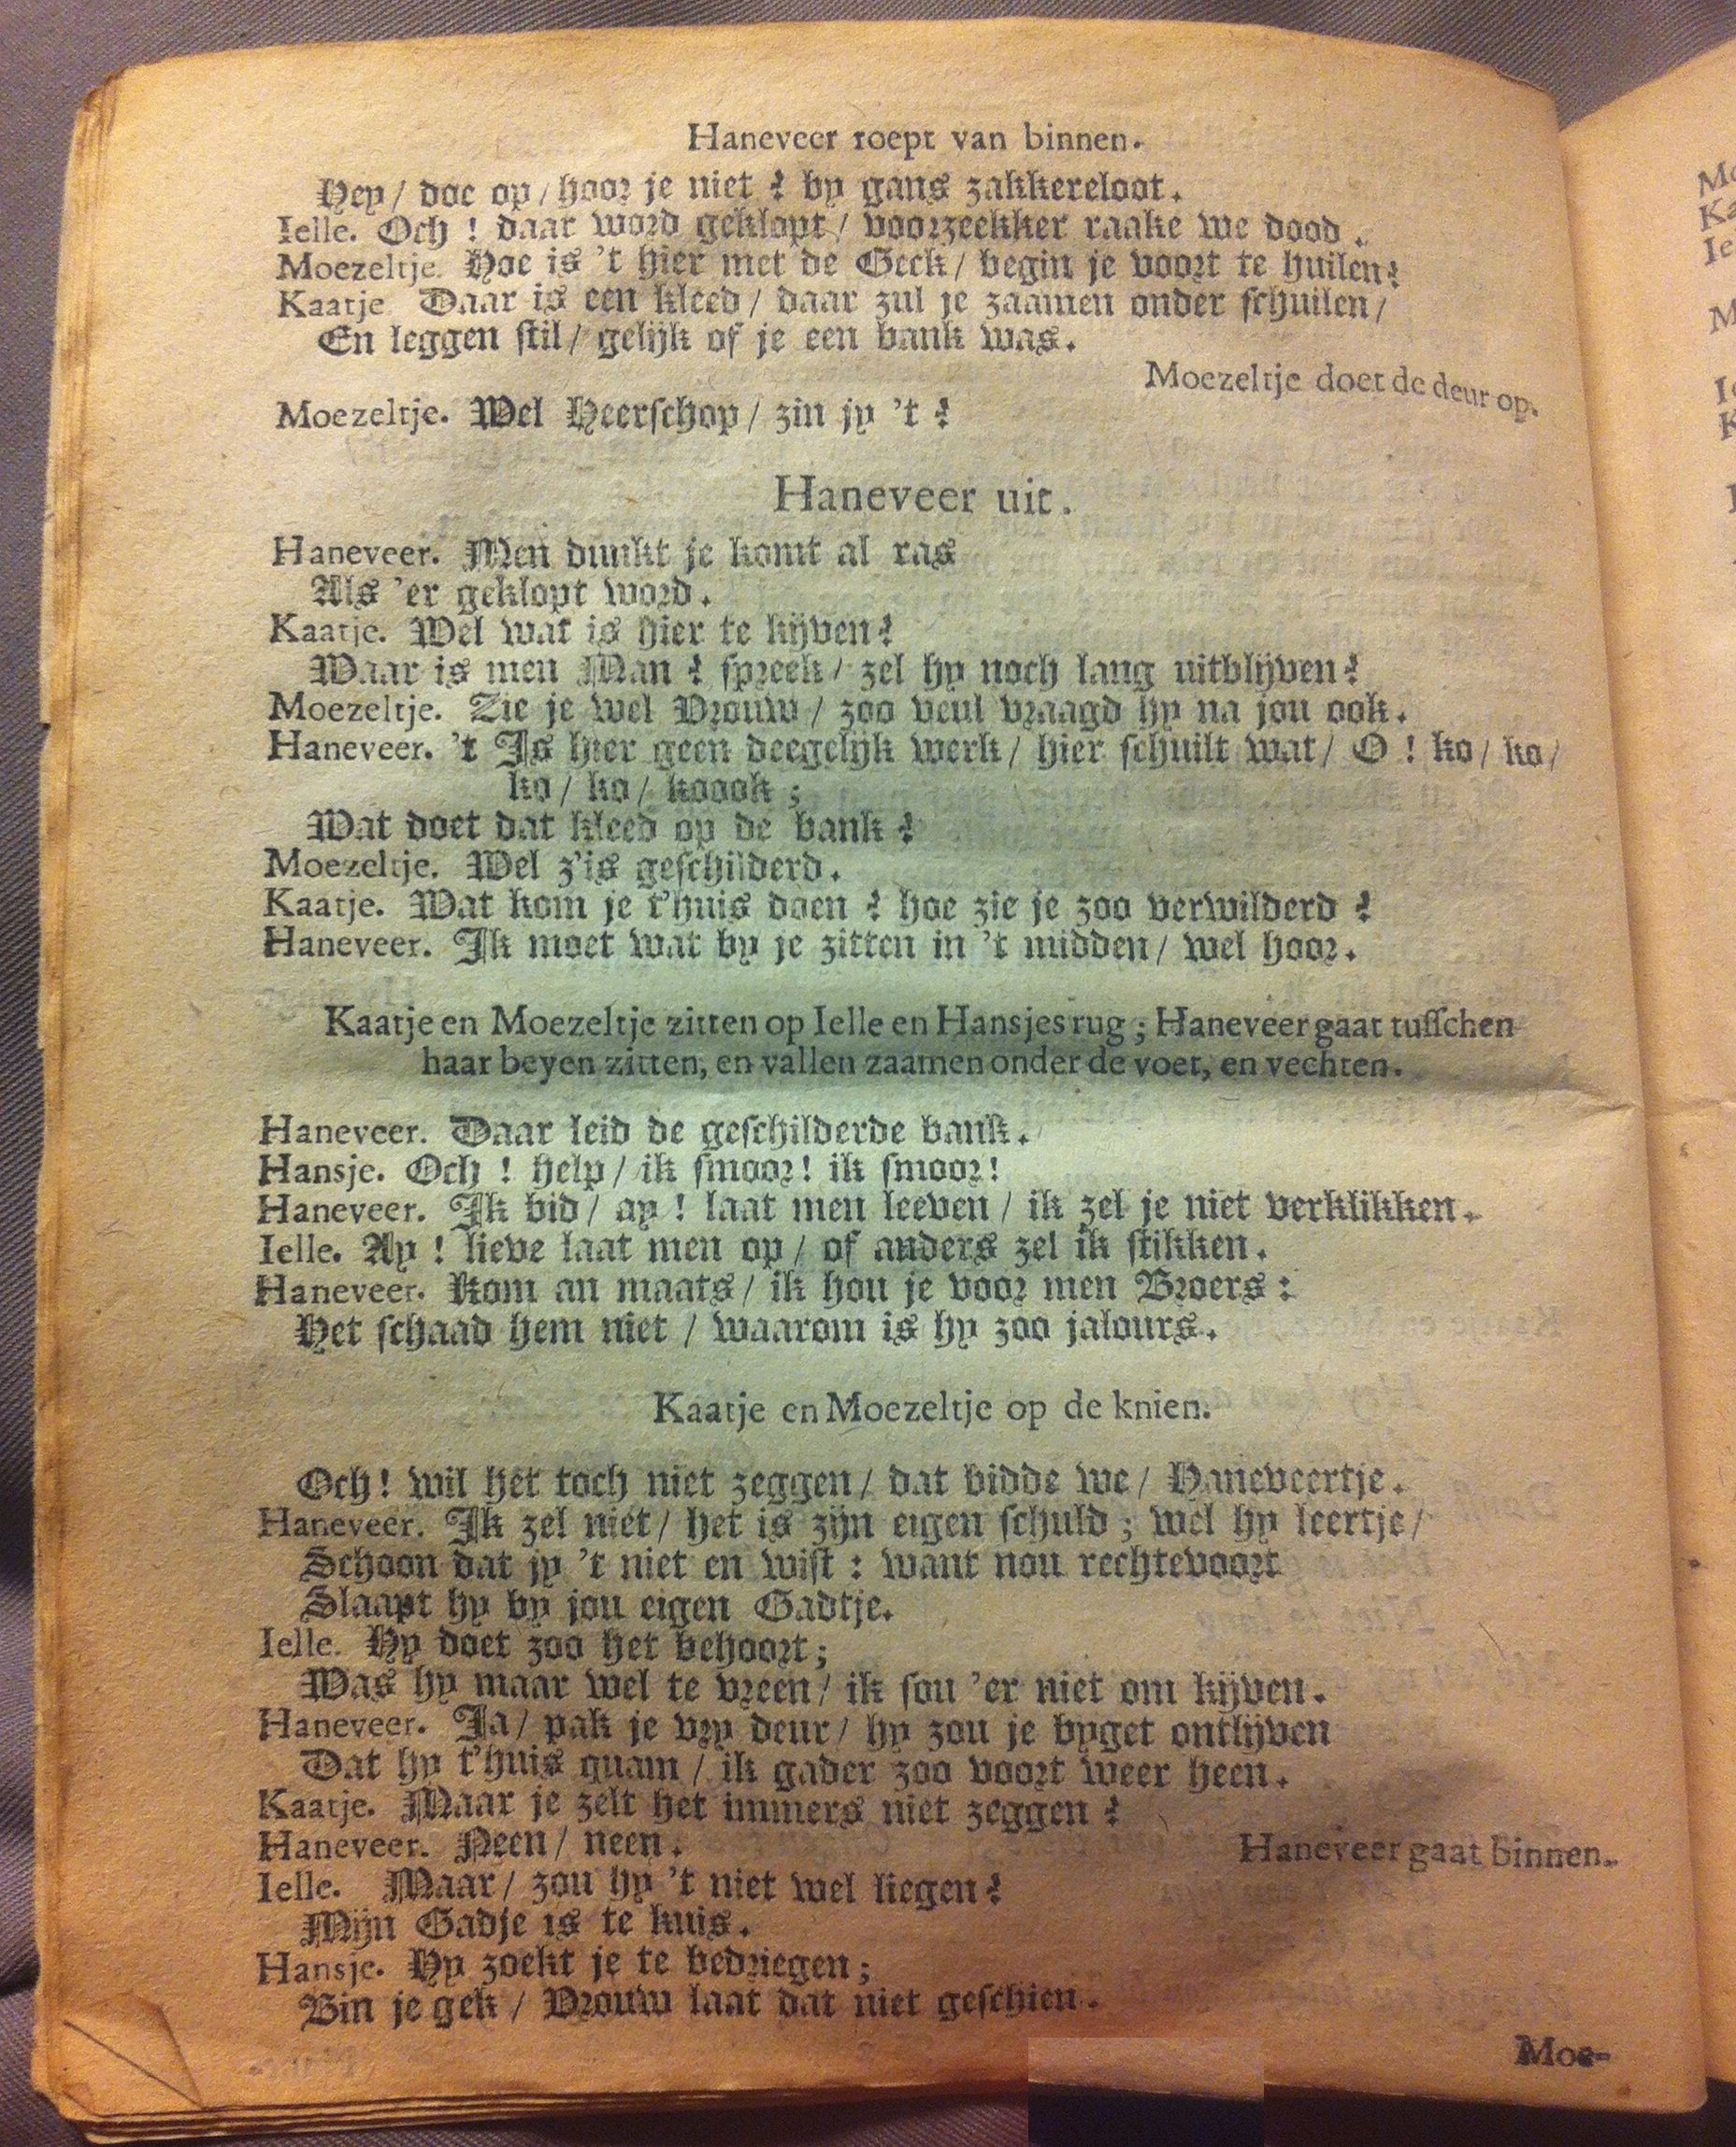 Haneveer roept van binnen.
Hey / doe op / hoor je niet ? by gans zakkereloot.
Ielle. Och ! daar word geklopt / voorzeekker raake we dood.
Moezeltje. Hoe is 't hier met de Geck / begin je voort te huilen ?
Kaatje Daar is een kleed / daar zul je zaamen onder schuilen /
En leggen stil / gelijk of je een bank was.
Moezeltje doet de deur op.
Moezeltje. Wel Heerschop / zin jy 't ?
Haneveer uit.
Haneveer. Men dunkt je komt al ras
Als 'er geklopt word.
Kaatje. Wel wat is hier te kijven ?
Waar is men Man ? spreek / zel hy noch lang uitblijven ?
Moezeltje. Zie je wel Vrouw / zoo veul vraagd hy na jou ook.
Haneveer. 't Is hier geen deegelijk werk / hier schuilt wat / O ! ko / ko /
ko / ko / koook ;
Wat doet dat kleed op de bank ?
Moezeltje. Wel z'is geschilderd.
Kaatje. Wat kom je t'huis doen ? hoe zie je zoo verwilderd ?
Haneveer. Ik moet wat by je zitten in 't midden / wel hoor.
Kaatje en Moezeltje zitten op Ielle en Hansjes rug ; Haneveer gaat tusschen
haar beyen zitten, en vallen zaamen onder de voet, en vechten.
Haneveer. Daar leid de geschilderde bank.
Hansje. Och ! help / ik smoor ! ik smoor !
Haneveer. Ik bid / ay ! laat men leeven / ik zel je niet verklikken.
Ielle. Ay ! lieve laat men op / of anders zel ik stikken.
Haneveer. Kom an maats / ik hou je voor men Broers :
Het schaad hem niet / waarom is hy zoo jalours.
Kaatje en Moezeltje op de knien.
Och ! wil het toch niet zeggen / dat bidde we / Haneveertje.
Haneveer. Ik zel niet / het is zijn eigen schuld ; wel hy leertje /
Schoon dat jy 't niet en wist : want nou rechtevoort
Slaapt hy by jou eigen Gadtje.
Ielle. Hy doet zoo het behoort ;
Was hy maar wel te vreen / ik sou 'er niet om kijven.
Haneveer. Ja / pak je vry deur / hy zou je byget ontlijven
Dat hy t'huis quam / ik gader zoo voort weer heen.
Kaatje. Maar je zelt het immers niet zeggen ?
Haneveer. Neen / neen.
Haneveer gaat binnen.
Ielle. Maar / zou hy 't niet wel liegen ?
Mijn Gadje is te kuis.
Hansje. Hy zoekt je te bedriegen ;
Bin je gek / Vrouw laat dat niet geschien.
Moe-